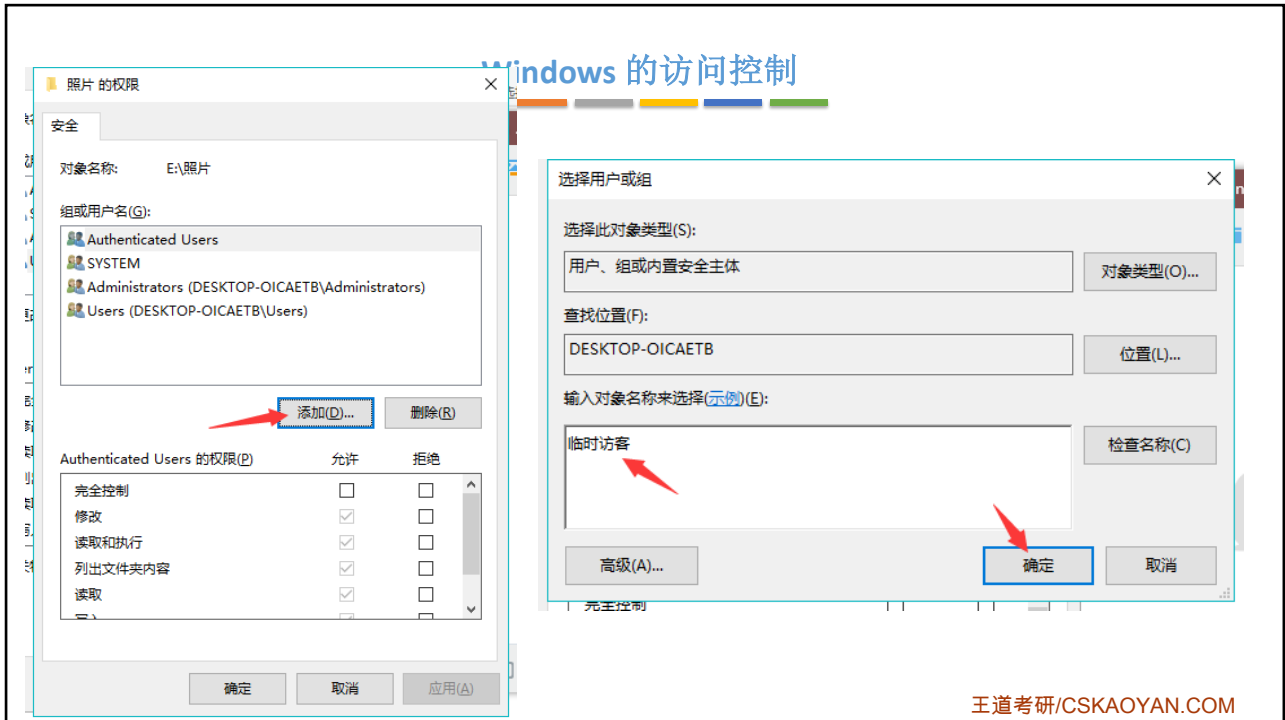 Windows 的访问控制
照片 的权限
安全
对象名称: E:\照片
组或用户名(G):
Authenticated Users
SYSTEM
Administrators (DESKTOP-OICAETB\Administrators)
Users (DESKTOP-OICAETB\Users)
添加(D)... 删除(R)
Authenticated Users 的权限(P) 允许 拒绝
完全控制
修改
读取和执行
列出文件夹内容
读取
确定 取消 应用(A)
选择用户或组
选择此对象类型(S):
用户、组或内置安全主体 对象类型(O)...
查找位置(F):
DESKTOP-OICAETB 位置(L)...
输入对象名称来选择(示例)(E):
临时访客 检查名称(C)
高级(A)... 确定 取消
完全控制
王道考研/CSKAOYAN.COM